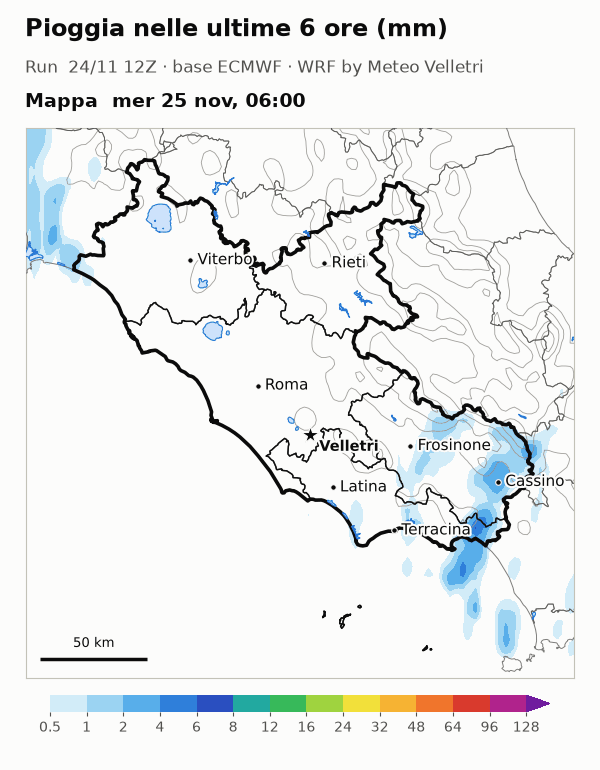 Pioggia nelle ultime 6 ore (mm)
Run 24/11 12Z · base ECMWF · WRF by Meteo Velletri
Mappa mer 25 nov, 06:00
Viterbo
Rieti
Roma
Velletri
Frosinone
Cassino
Latina
Terracina
50 km
0.5 1 2 4 6 8 12 16 24 32 48 64 96 128